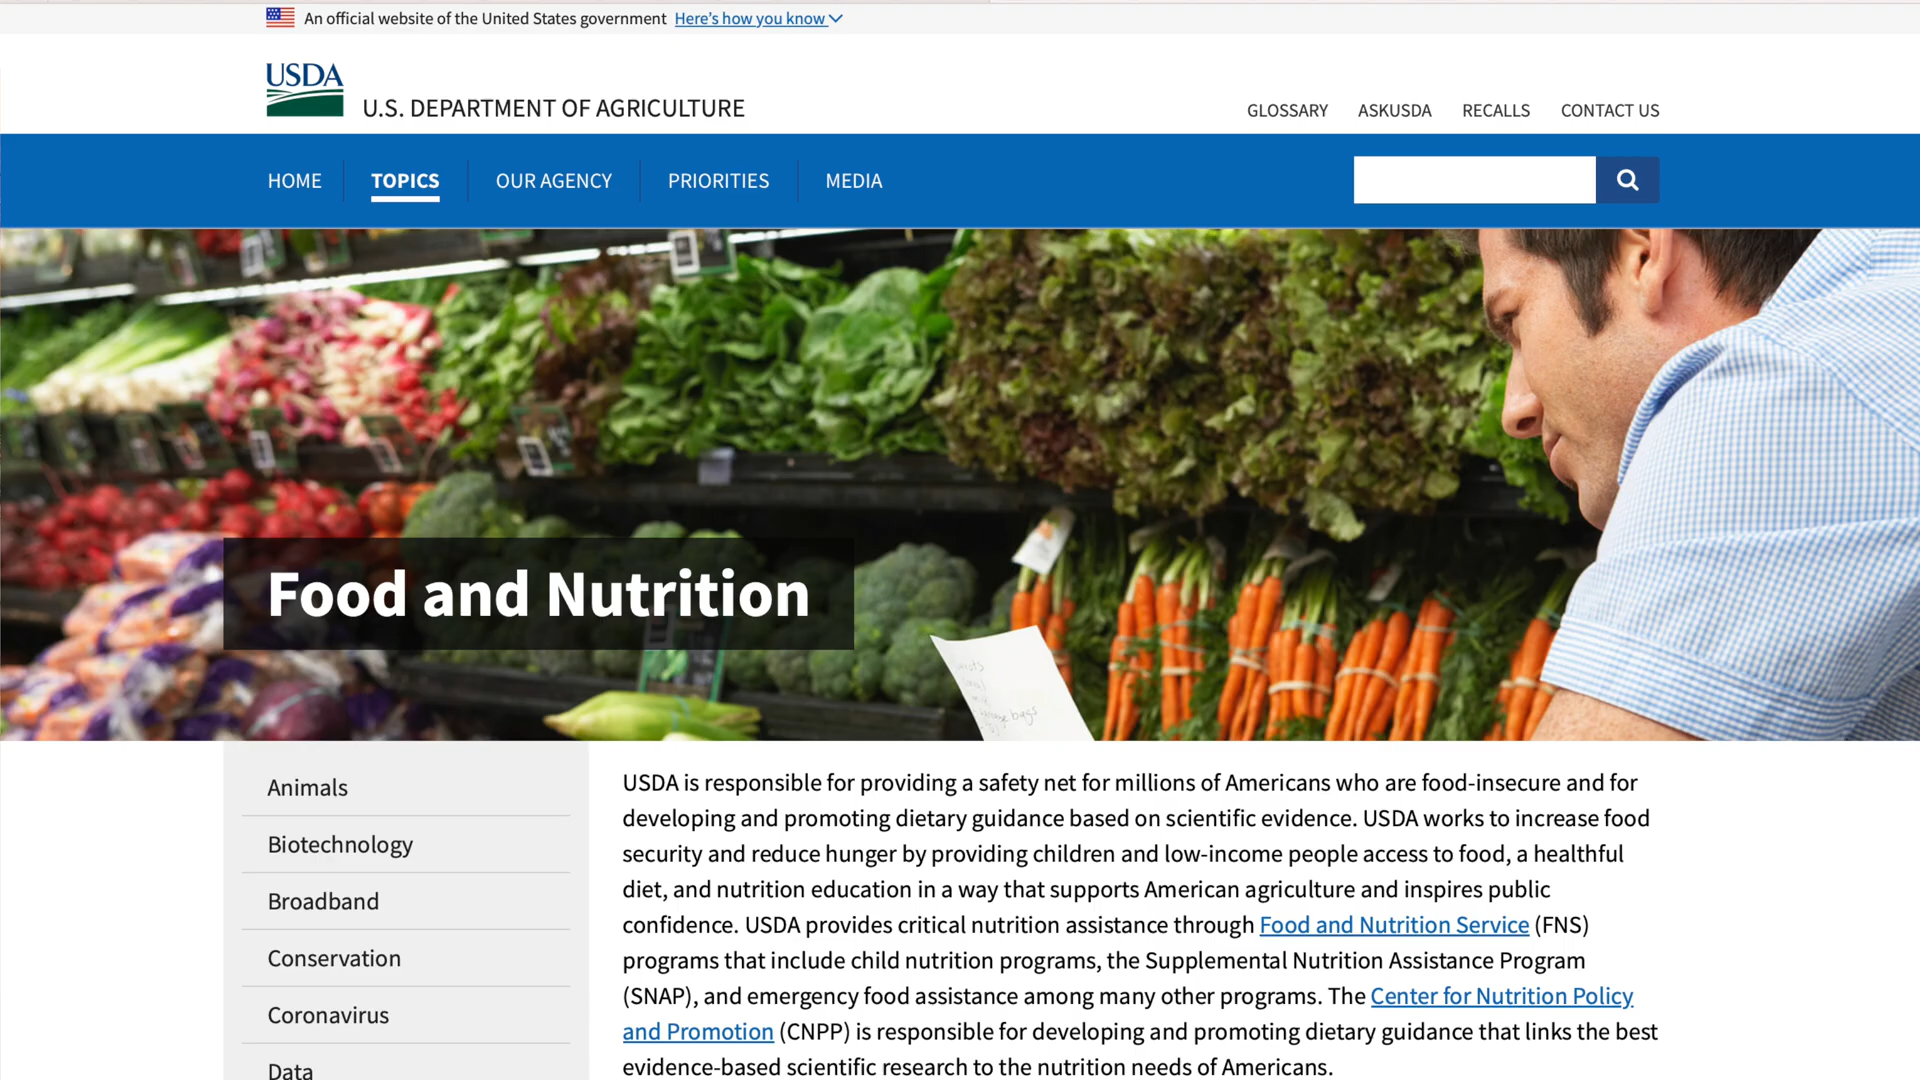 An official website of the United States government Here's how you know
USDA
U.S. DEPARTMENT OF AGRICULTURE
GLOSSARY ASKUSDA RECALLS CONTACT US
HOME TOPICS OUR AGENCY PRIORITIES MEDIA
bags
Food and Nutrition
Animals
Biotechnology
Broadband
Conservation
Coronavirus
Data
USDA is responsible for providing a safety net for millions of Americans who are food-insecure and for
developing and promoting dietary guidance based on scientific evidence. USDA works to increase food
security and reduce hunger by providing children and low-income people access to food, a healthful
diet, and nutrition education in a way that supports American agriculture and inspires public
confidence. USDA provides critical nutrition assistance through Food and Nutrition Service (FNS)
programs that include child nutrition programs, the Supplemental Nutrition Assistance Program
(SNAP), and emergency food assistance among many other programs. The Center for Nutrition Policy
and Promotion (CNPP) is responsible for developing and promoting dietary guidance that links the best
evidence-based scientific research to the nutrition needs of Americans.